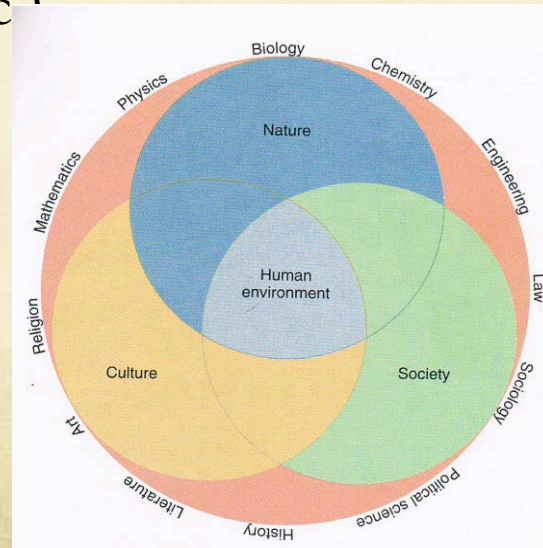 Biology
Chemistry
Engineering
Law
Sociology
Political science
History
Literature
Art
Religion
Mathematics
Physics
Nature
Human
environment
Culture
Society